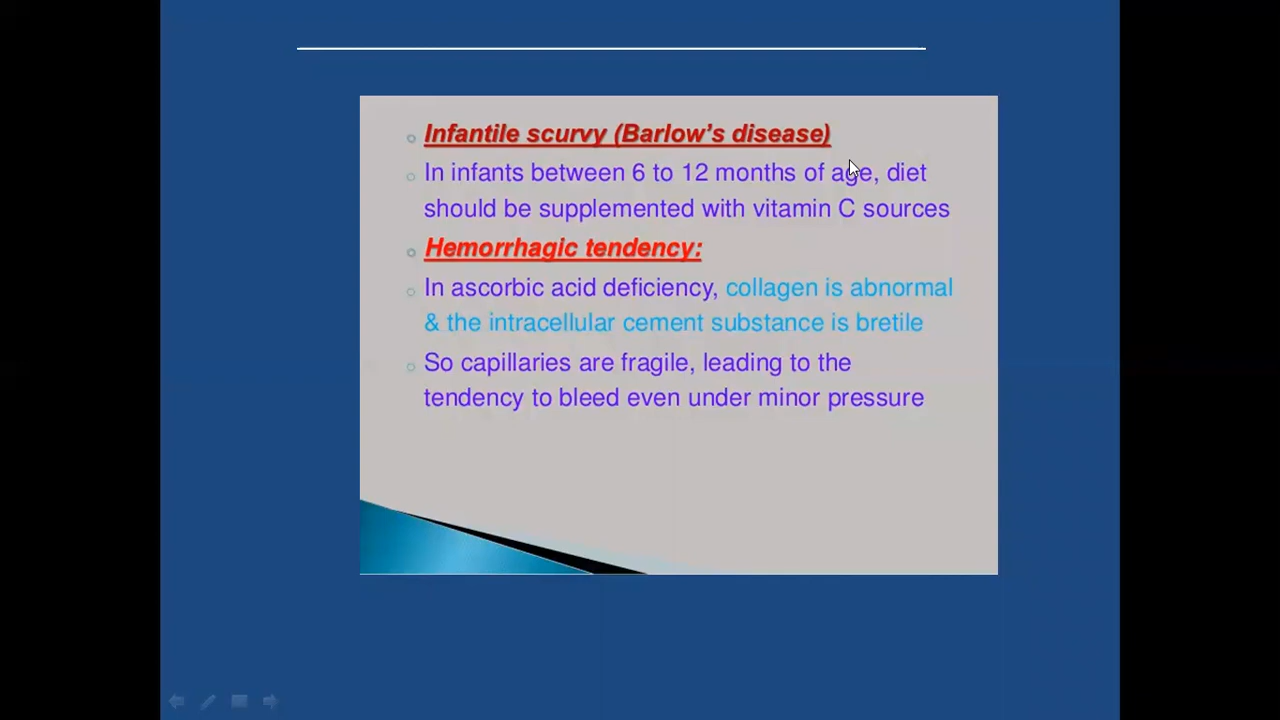 Infantile scurvy (Barlow's disease)
In infants between 6 to 12 months of age, diet
should be supplemented with vitamin C sources
Hemorrhagic tendency:
In ascorbic acid deficiency, collagen is abnormal
& the intracellular cement substance is bretile
So capillaries are fragile, leading to the
tendency to bleed even under minor pressure